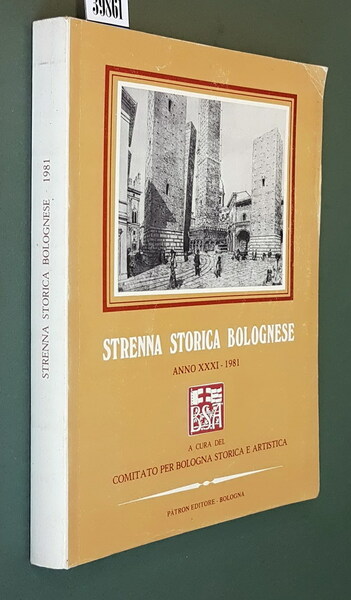 39861
STRENNA STORICA BOLOGNESE 1981
STRENNA STORICA BOLOGNESE
ANNO XXXI - 1981
BSA
A CURA DEL
COMITATO PER BOLOGNA STORICA E ARTISTICA
PATRON EDITORE - BOLOGNA